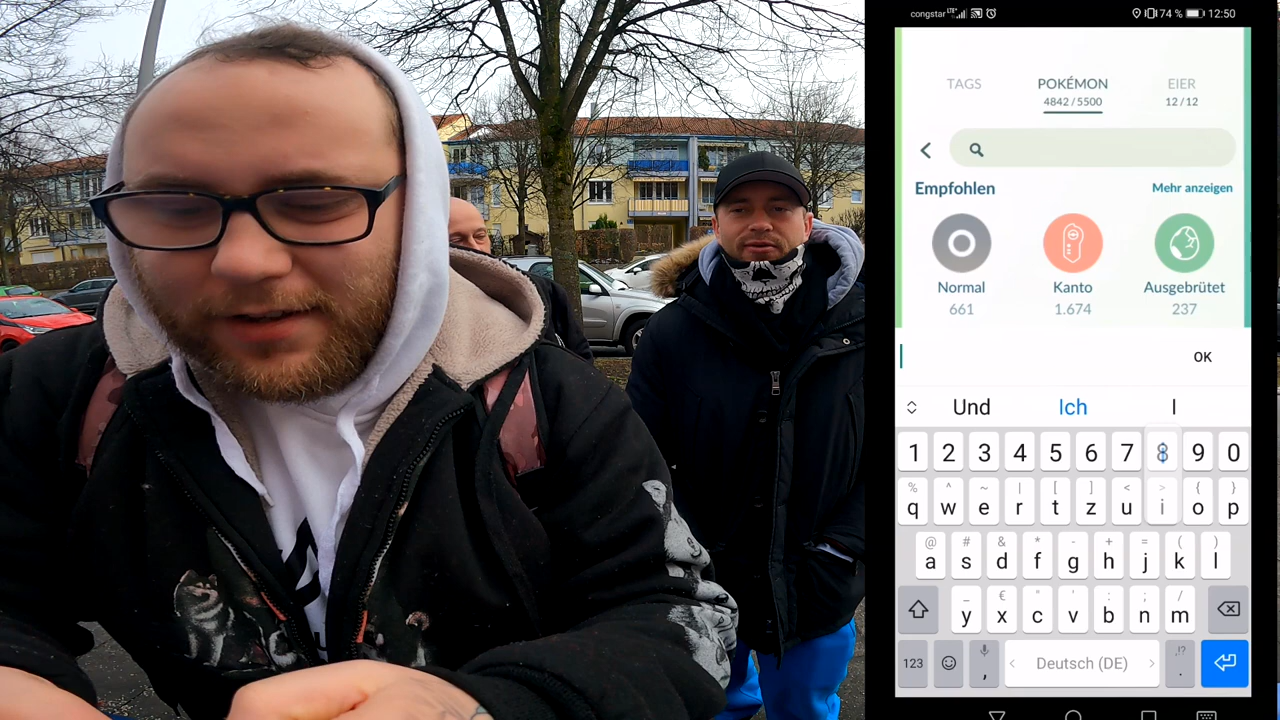 congstar LTE 74 % 12:50
TAGS POKÉMON EIER
4842 / 5500 12 / 12
Empfohlen Mehr anzeigen
Normal Kanto Ausgebrütet
661 1.674 237
OK
Und Ich I
1 2 3 4 5 6 7 8 9 0
% ^ ~ | [ ] < > { }
q w e r t z u i o p
@ # & * - + = ( )
a s d f g h j k l
_ € " ' : ; /
y x c v b n m
123 , Deutsch (DE) ,!? .